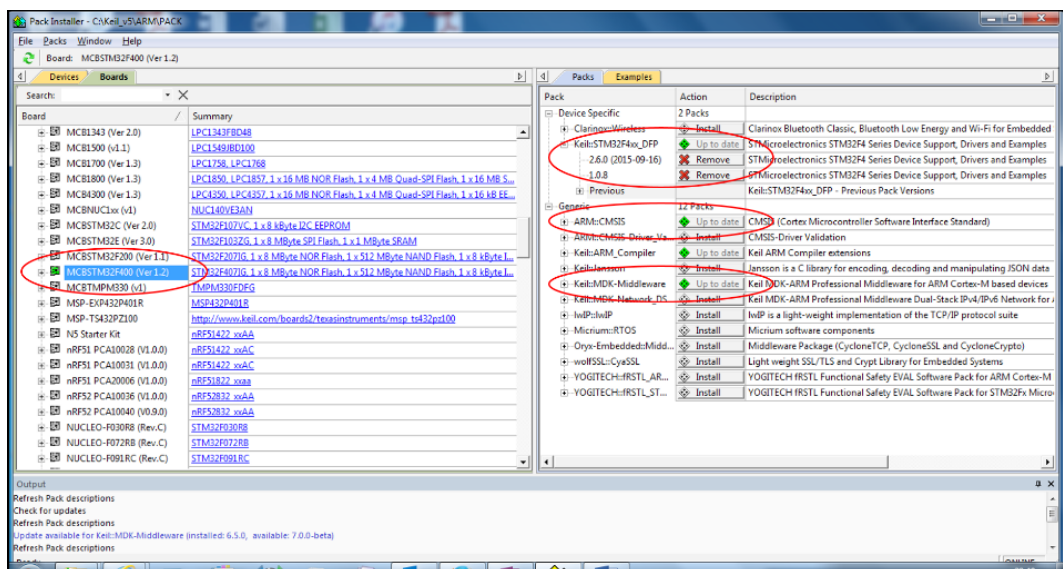 Pack Installer - C:\Keil_v5\ARM\PACK
File Packs Window Help
Board: MCBSTM32F400 (Ver 1.2)
Devices Boards
Search:
Board / Summary
MCB1343 (Ver 2.0) LPC1343FBD48
MCB1500 (v1.1) LPC1549JBD100
MCB1700 (Ver 1.3) LPC1758, LPC1768
MCB1800 (Ver 1.3) LPC1850, LPC1857, 1 x 16 MB NOR Flash, 1 x 4 MB Quad-SPI Flash, 1 x 16 MB S...
MCB4300 (Ver 1.3) LPC4350, LPC4357, 1 x 16 MB NOR Flash, 1 x 4 MB Quad-SPI Flash, 1 x 16 kB EE...
MCBNUC1xx (v1) NUC140VE3AN
MCBSTM32C (Ver 2.0) STM32F107VC, 1 x 8 kByte I2C EEPROM
MCBSTM32E (Ver 3.0) STM32F103ZG, 1 x 8 MByte SPI Flash, 1 x 1 MByte SRAM
MCBSTM32F200 (Ver 1.1) STM32F207IG, 1 x 8 MByte NOR Flash, 1 x 512 MByte NAND Flash, 1 x 8 kByte I...
MCBSTM32F400 (Ver 1.2) STM32F407IG, 1 x 8 MByte NOR Flash, 1 x 512 MByte NAND Flash, 1 x 8 kByte I...
MCBTMPM330 (v1) TMPM330FDFG
MSP-EXP432P401R MSP432P401R
MSP-TS432PZ100 http://www.keil.com/boards2/texasinstruments/msp_ts432pz100
N5 Starter Kit nRF51422_xxAA
nRF51 PCA10028 (V1.0.0) nRF51422_xxAC
nRF51 PCA10031 (V1.0.0) nRF51422_xxAC
nRF51 PCA20006 (V1.0.0) nRF51822_xxaa
nRF52 PCA10036 (V1.0.0) nRF52832_xxAA
nRF52 PCA10040 (V0.9.0) nRF52832_xxAA
NUCLEO-F030R8 (Rev.C) STM32F030R8
NUCLEO-F072RB (Rev.C) STM32F072RB
NUCLEO-F091RC (Rev.C) STM32F091RC
Packs Examples
Pack Action Description
Device Specific 2 Packs
Clarinox::Wireless Install Clarinox Bluetooth Classic, Bluetooth Low Energy and Wi-Fi for Embedded
Keil::STM32F4xx_DFP Up to date STMicroelectronics STM32F4 Series Device Support, Drivers and Examples
2.6.0 (2015-09-16) Remove STMicroelectronics STM32F4 Series Device Support, Drivers and Examples
1.0.8 Remove STMicroelectronics STM32F4 Series Device Support, Drivers and Examples
Previous Keil::STM32F4xx_DFP - Previous Pack Versions
Generic 12 Packs
ARM::CMSIS Up to date CMSIS (Cortex Microcontroller Software Interface Standard)
ARM::CMSIS-Driver_Va... Install CMSIS-Driver Validation
Keil::ARM_Compiler Up to date Keil ARM Compiler extensions
Keil::Jansson Install Jansson is a C library for encoding, decoding and manipulating JSON data
Keil::MDK-Middleware Up to date Keil MDK-ARM Professional Middleware for ARM Cortex-M based devices
Keil::MDK-Network_DS... Install Keil MDK-ARM Professional Middleware Dual-Stack IPv4/IPv6 Network for
lwIP::lwIP Install lwIP is a light-weight implementation of the TCP/IP protocol suite
Micrium::RTOS Install Micrium software components
Oryx-Embedded::Midd... Install Middleware Package (CycloneTCP, CycloneSSL and CycloneCrypto)
wolfSSL::CyaSSL Install Light weight SSL/TLS and Crypt Library for Embedded Systems
YOGITECH::fRSTL_AR... Install YOGITECH fRSTL Functional Safety EVAL Software Pack for ARM Cortex-M
YOGITECH::fRSTL_ST... Install YOGITECH fRSTL Functional Safety EVAL Software Pack for STM32Fx Micro
Output
Refresh Pack descriptions
Check for updates
Refresh Pack descriptions
Update available for Keil::MDK-Middleware (installed: 6.5.0, available: 7.0.0-beta)
Refresh Pack descriptions